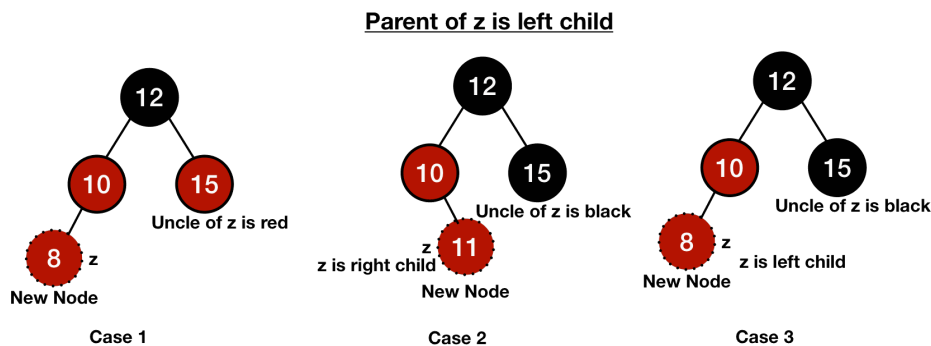 Parent of z is left child
12
10
15
Uncle of z is red
8
z
New Node
Case 1
12
10
15
Uncle of z is black
z
11
z is right child
New Node
Case 2
12
10
15
Uncle of z is black
8
z
z is left child
New Node
Case 3